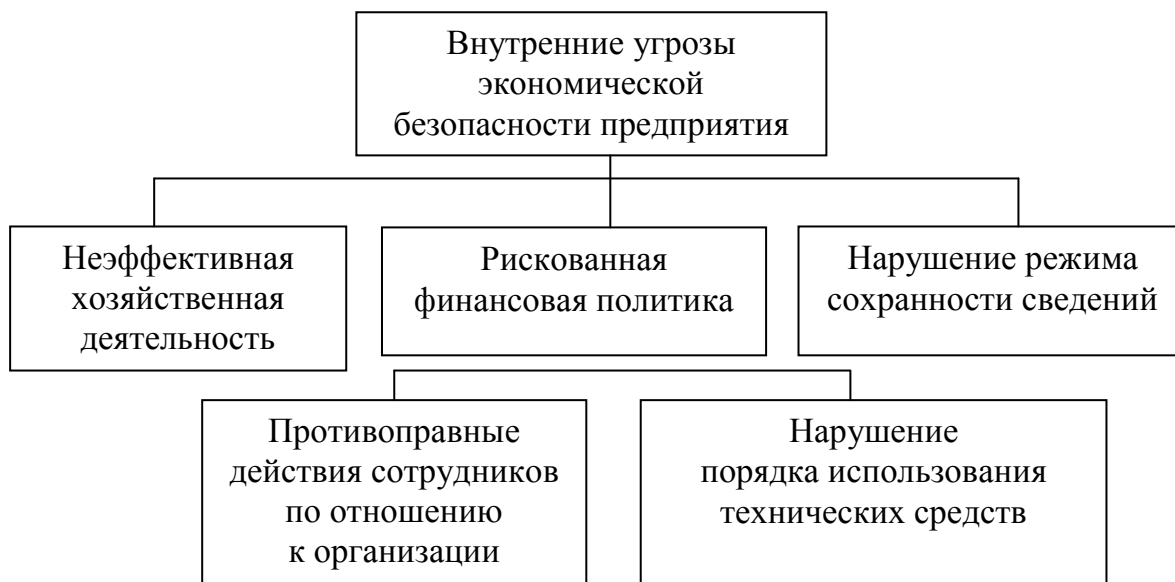 Внутренние угрозы
экономической
безопасности предприятия
Неэффективная
хозяйственная
деятельность
Рискованная
финансовая политика
Нарушение режима
сохранности сведений
Противоправные
действия сотрудников
по отношению
к организации
Нарушение
порядка использования
технических средств